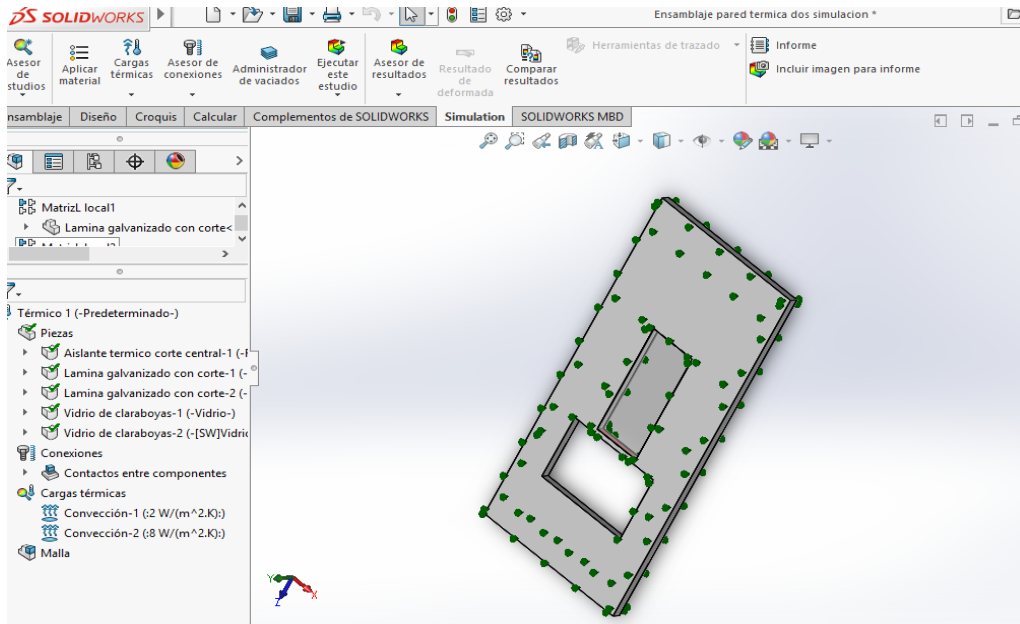 SOLIDWORKS
Ensamblaje pared termica dos simulacion *
Asesor de studios
Aplicar material
Cargas térmicas
Asesor de conexiones
Administrador de vaciados
Ejecutar este estudio
Asesor de resultados
Resultado de deformada
Comparar resultados
Herramientas de trazado
Informe
Incluir imagen para informe
nsamblaje Diseño Croquis Calcular Complementos de SOLIDWORKS Simulation SOLIDWORKS MBD
MatrizL local1
Lamina galvanizado con corte<
Térmico 1 (-Predeterminado-)
Piezas
Aislante termico corte central-1 (-F
Lamina galvanizado con corte-1 (-
Lamina galvanizado con corte-2 (-
Vidrio de claraboyas-1 (-Vidrio-)
Vidrio de claraboyas-2 (-[SW]Vidri
Conexiones
Contactos entre componentes
Cargas térmicas
Convección-1 (:2 W/(m^2.K):)
Convección-2 (:8 W/(m^2.K):)
Malla
Y
X
Z